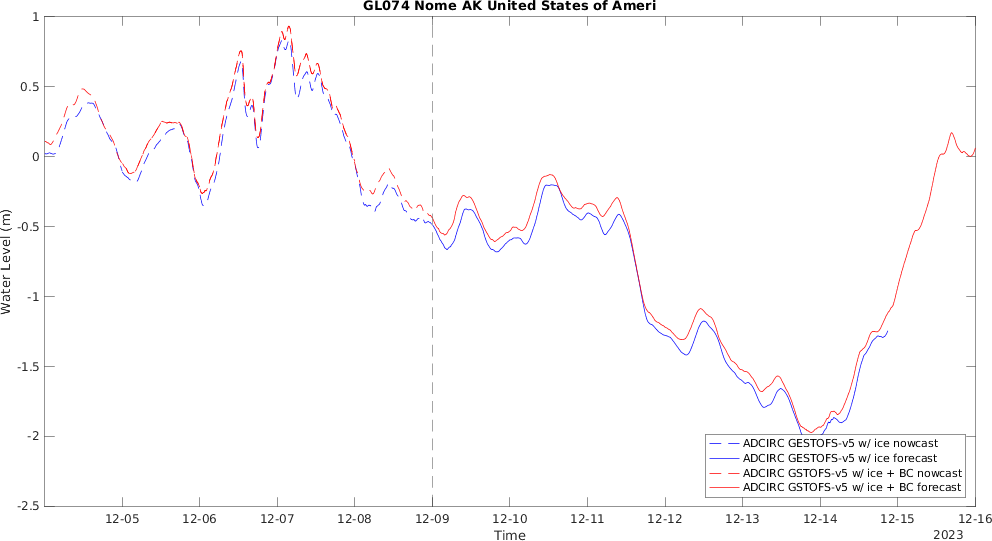 GL074 Nome AK United States of Ameri
1
0.5
0
-0.5
-1
-1.5
-2
-2.5
Water Level (m)
ADCIRC GESTOFS-v5 w/ ice nowcast
ADCIRC GESTOFS-v5 w/ ice forecast
ADCIRC GSTOFS-v5 w/ ice + BC nowcast
ADCIRC GSTOFS-v5 w/ ice + BC forecast
12-05 12-06 12-07 12-08 12-09 12-10 12-11 12-12 12-13 12-14 12-15 12-16
Time
2023